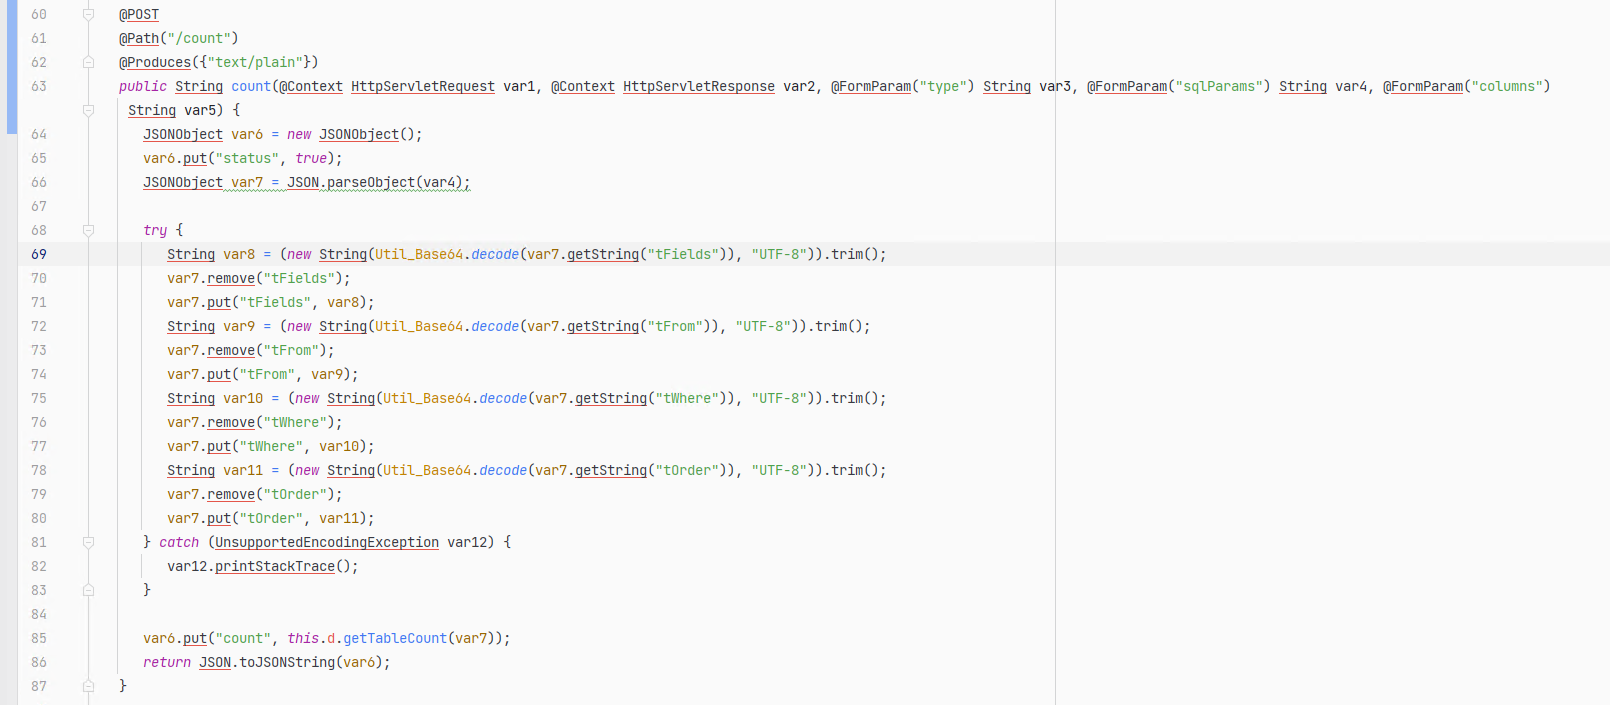 60 @POST
61 @Path("/count")
62 @Produces({"text/plain"})
63 public String count(@Context HttpServletRequest var1, @Context HttpServletResponse var2, @FormParam("type") String var3, @FormParam("sqlParams") String var4, @FormParam("columns")
String var5) {
64 JSONObject var6 = new JSONObject();
65 var6.put("status", true);
66 JSONObject var7 = JSON.parseObject(var4);
67
68 try {
69 String var8 = (new String(Util_Base64.decode(var7.getString("tFields")), "UTF-8")).trim();
70 var7.remove("tFields");
71 var7.put("tFields", var8);
72 String var9 = (new String(Util_Base64.decode(var7.getString("tFrom")), "UTF-8")).trim();
73 var7.remove("tFrom");
74 var7.put("tFrom", var9);
75 String var10 = (new String(Util_Base64.decode(var7.getString("tWhere")), "UTF-8")).trim();
76 var7.remove("tWhere");
77 var7.put("tWhere", var10);
78 String var11 = (new String(Util_Base64.decode(var7.getString("tOrder")), "UTF-8")).trim();
79 var7.remove("tOrder");
80 var7.put("tOrder", var11);
81 } catch (UnsupportedEncodingException var12) {
82 var12.printStackTrace();
83 }
84
85 var6.put("count", this.d.getTableCount(var7));
86 return JSON.toJSONString(var6);
87 }